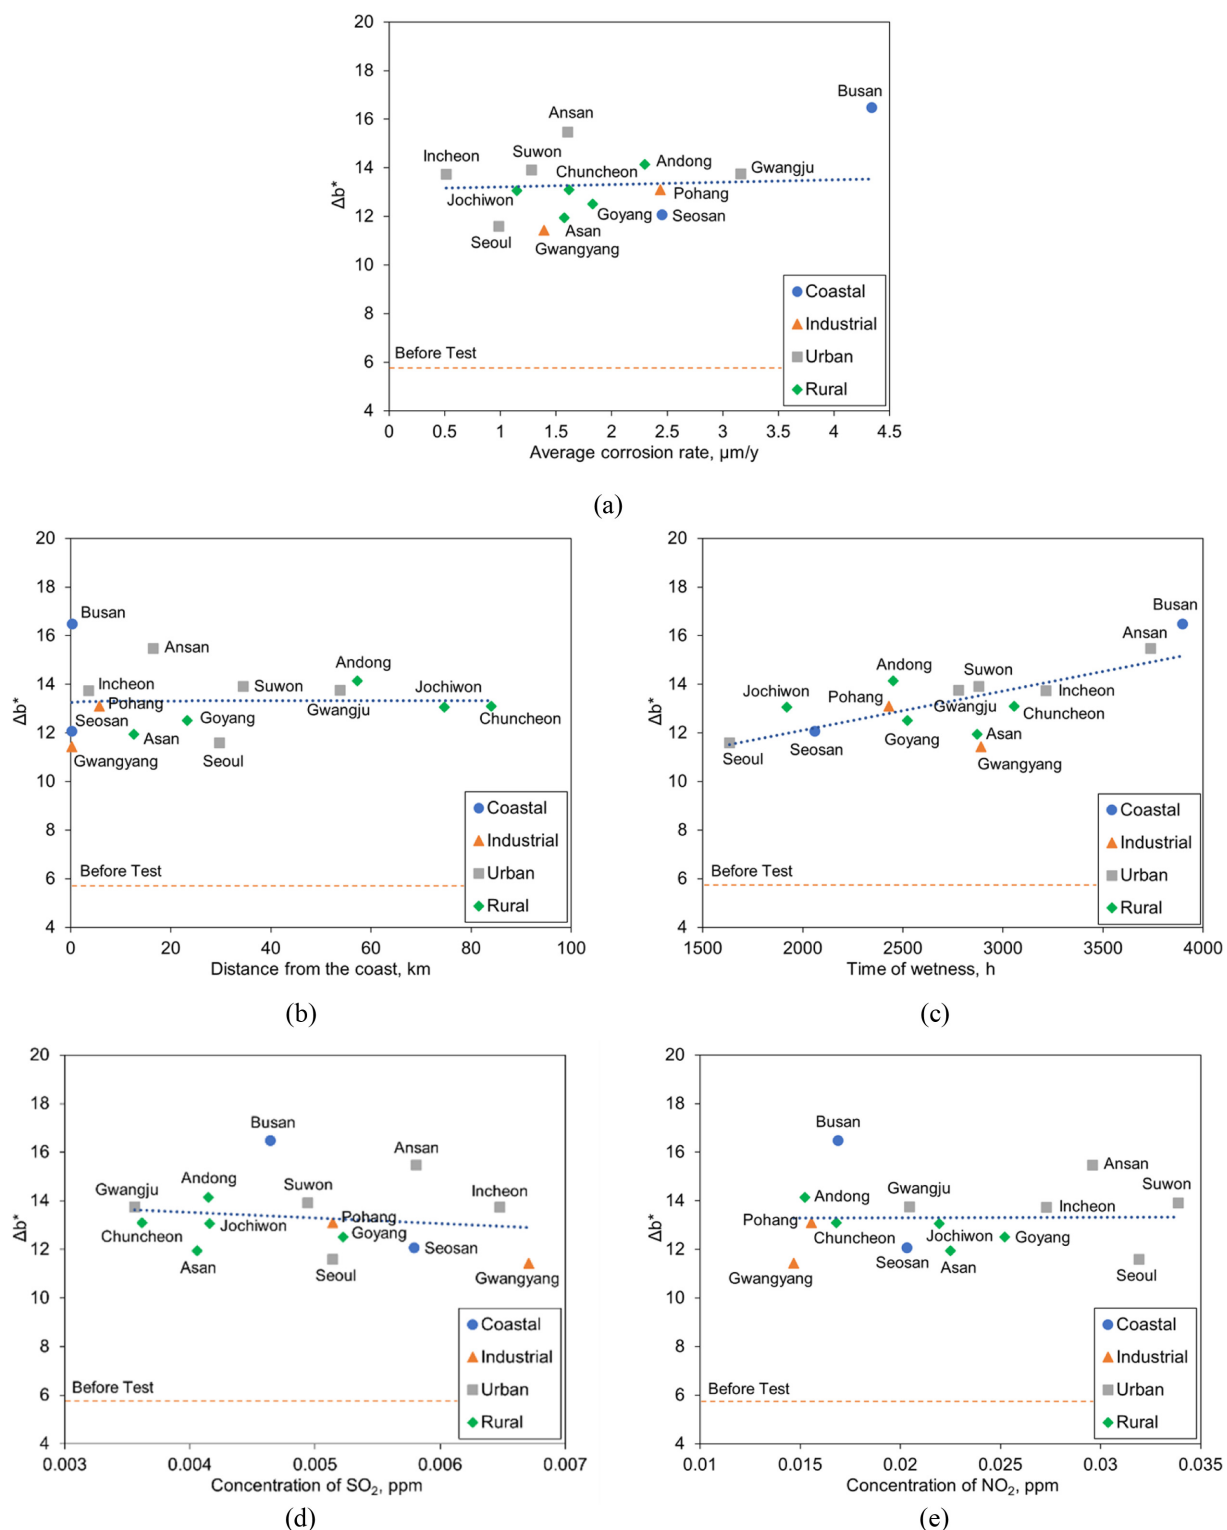 20
18
16
14
12
10
8
6
4
Δb*
Busan
Ansan
Incheon
Suwon
Chuncheon
Andong
Gwangju
Jochiwon
Pohang
Goyang
Seosan
Seoul
Asan
Gwangyang
Before Test
Coastal
Industrial
Urban
Rural
0 0.5 1 1.5 2 2.5 3 3.5 4 4.5
Average corrosion rate, μm/y
(a)
20
18
16
14
12
10
8
6
4
Δb*
Busan
Ansan
Andong
Incheon
Suwon
Jochiwon
Pohang
Seosan
Goyang
Gwangju
Chuncheon
Asan
Gwangyang
Seoul
Before Test
Coastal
Industrial
Urban
Rural
0 20 40 60 80 100
Distance from the coast, km
(b)
20
18
16
14
12
10
8
6
4
Δb*
Busan
Ansan
Andong
Suwon
Jochiwon
Pohang
Incheon
Gwangju
Chuncheon
Goyang
Asan
Seoul
Seosan
Gwangyang
Before Test
Coastal
Industrial
Urban
Rural
1500 2000 2500 3000 3500 4000
Time of wetness, h
(c)
20
18
16
14
12
10
8
6
4
Δb*
Busan
Ansan
Andong
Gwangju
Suwon
Incheon
Pohang
Jochiwon
Goyang
Chuncheon
Seosan
Asan
Seoul
Gwangyang
Before Test
Coastal
Industrial
Urban
Rural
0.003 0.004 0.005 0.006 0.007
Concentration of SO₂, ppm
(d)
20
18
16
14
12
10
8
6
4
Δb*
Busan
Ansan
Suwon
Andong
Gwangju
Incheon
Pohang
Chuncheon
Jochiwon
Goyang
Seosan
Asan
Gwangyang
Seoul
Before Test
Coastal
Industrial
Urban
Rural
0.01 0.015 0.02 0.025 0.03 0.035
Concentration of NO₂, ppm
(e)